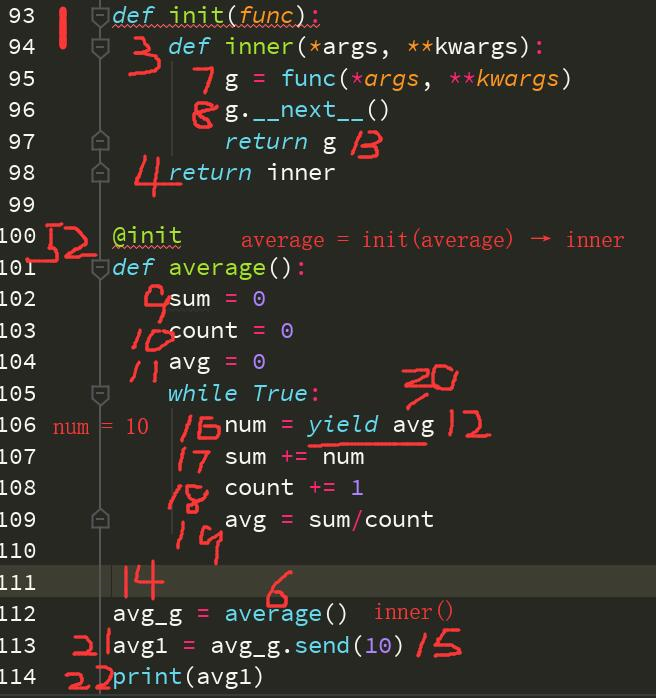 93 1 def init(func):
94 3 def inner(*args, **kwargs):
95 7 g = func(*args, **kwargs)
96 8 g.__next__()
97 return g 13
98 4 return inner
99
100 52 @init average = init(average) → inner
101 def average():
102 9 sum = 0
103 10 count = 0
104 11 avg = 0
105 while True: 20
106 num = 10 16 num = yield avg 12
107 17 sum += num
108 18 count += 1
109 19 avg = sum/count
110
111 14 6
112 avg_g = average() inner()
113 21 avg1 = avg_g.send(10) 15
114 22 print(avg1)